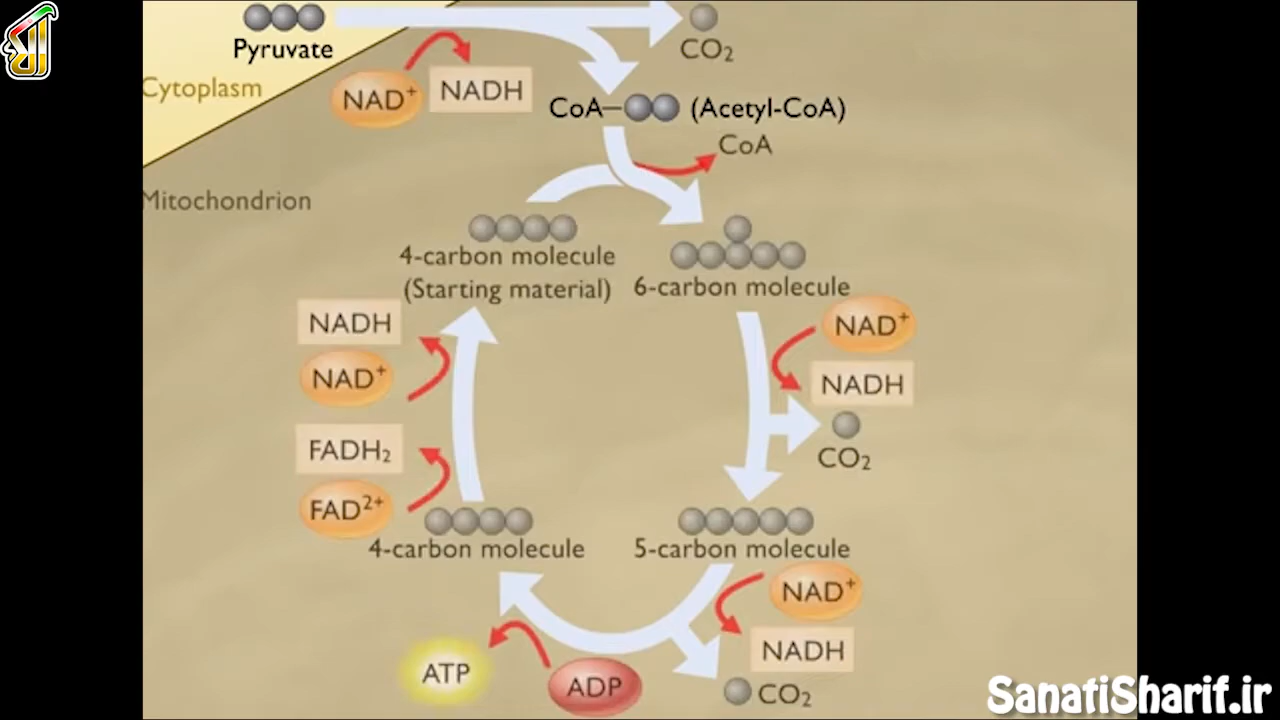 Pyruvate
CO₂
Cytoplasm
NAD⁺
NADH
CoA
(Acetyl-CoA)
CoA
Mitochondrion
4-carbon molecule
(Starting material)
6-carbon molecule
NADH
NAD⁺
NAD⁺
NADH
FADH₂
CO₂
FAD²⁺
4-carbon molecule
5-carbon molecule
NAD⁺
NADH
ATP
ADP
CO₂
SanatiSharif.ir